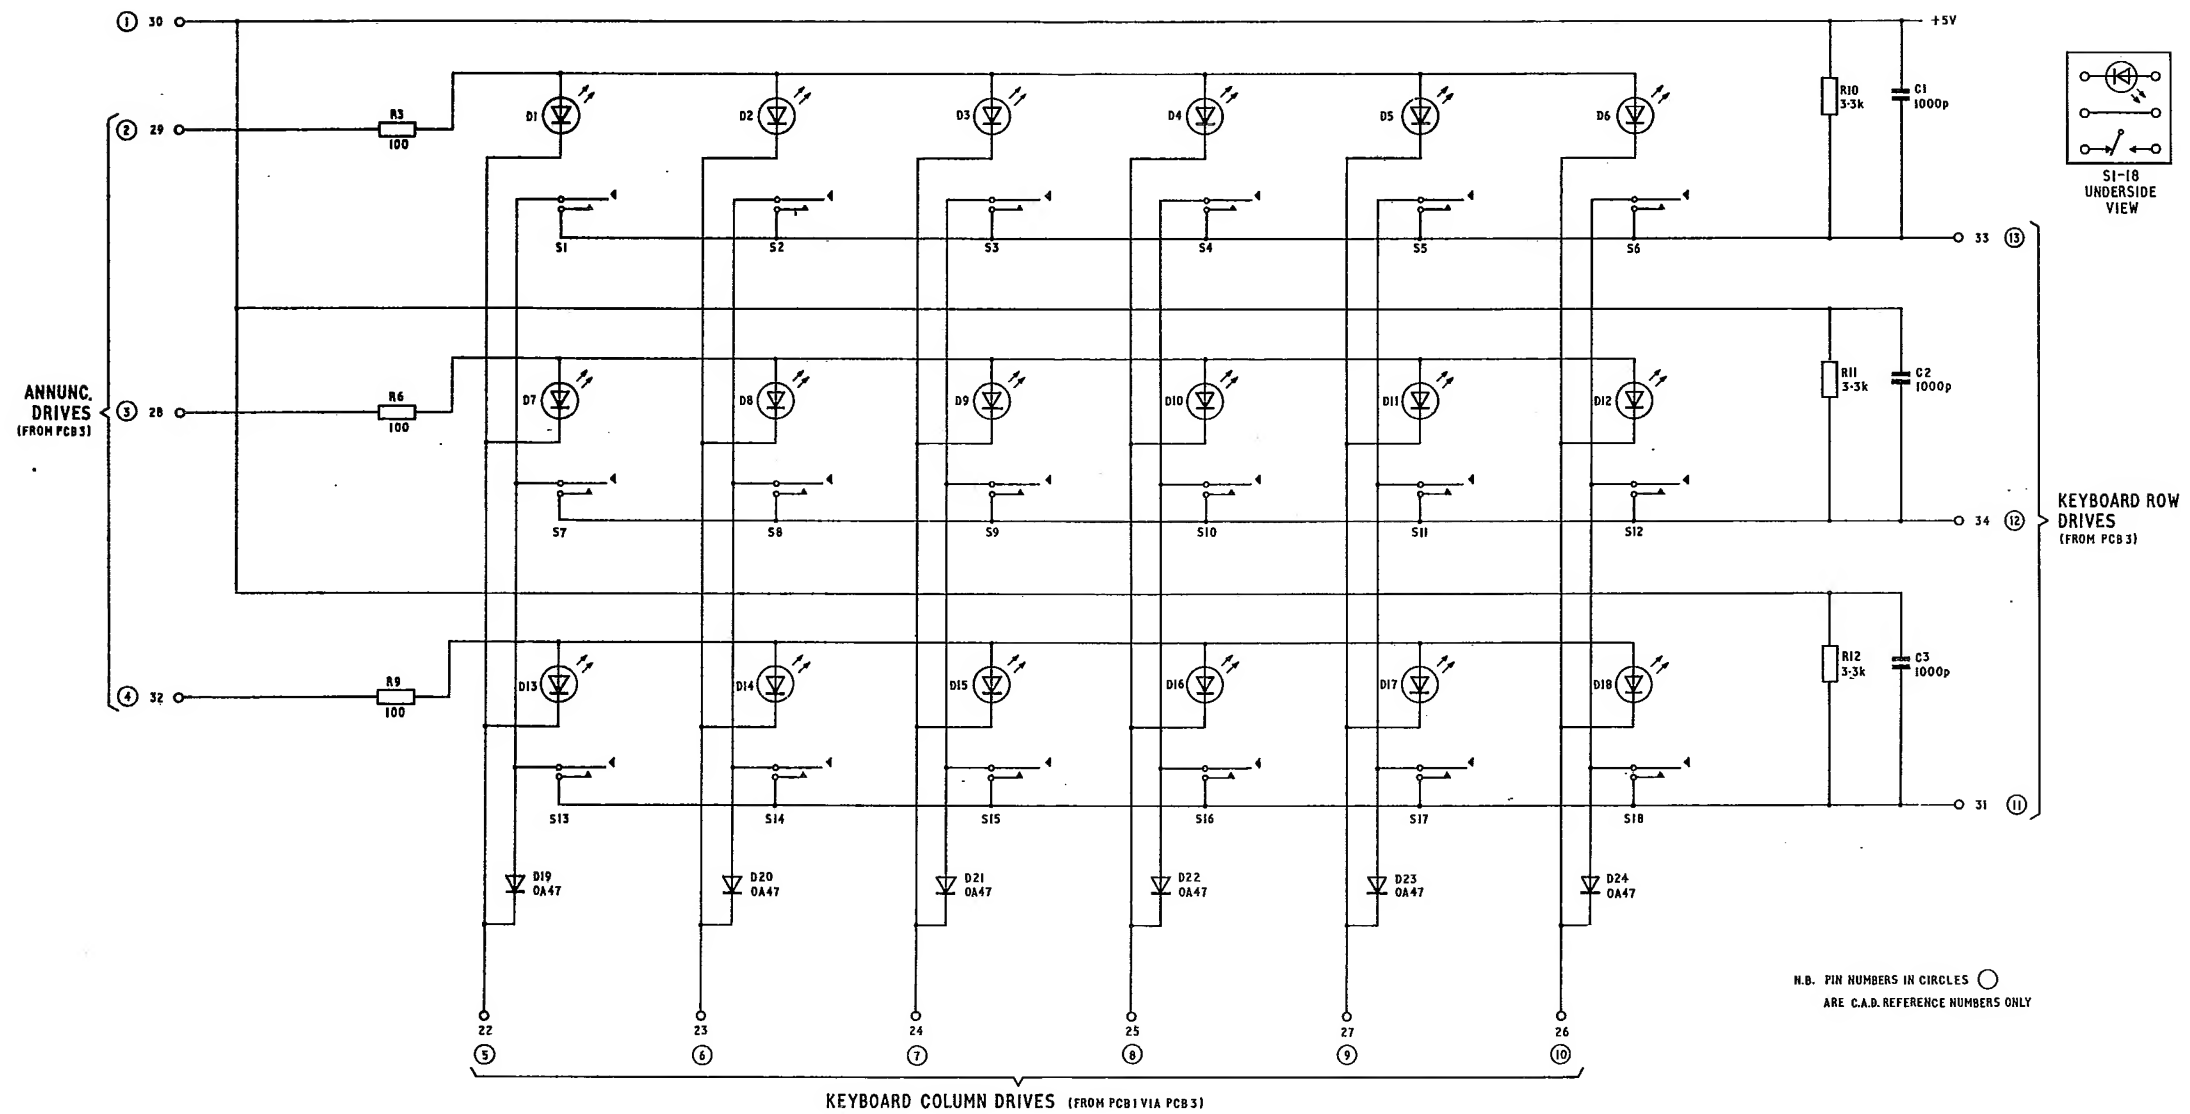 1 30
+5V
R10
3·3k
C1
1000p
S1-18
UNDERSIDE
VIEW
2 29
R3
100
D1
D2
D3
D4
D5
D6
S1
S2
S3
S4
S5
S6
33 13
ANNUNC.
DRIVES
(FROM PCB3)
3 28
R6
100
D7
D8
D9
D10
D11
D12
R11
3·3k
C2
1000p
S7
S8
S9
S10
S11
S12
34 12
KEYBOARD ROW
DRIVES
(FROM PCB3)
4 32
R9
100
D13
D14
D15
D16
D17
D18
R12
3·3k
C3
1000p
S13
S14
S15
S16
S17
S18
31 11
D19
OA47
D20
OA47
D21
OA47
D22
OA47
D23
OA47
D24
OA47
N.B. PIN NUMBERS IN CIRCLES
ARE C.A.D. REFERENCE NUMBERS ONLY
22
23
24
25
27
26
5
6
7
8
9
10
KEYBOARD COLUMN DRIVES (FROM PCB1 VIA PCB3)